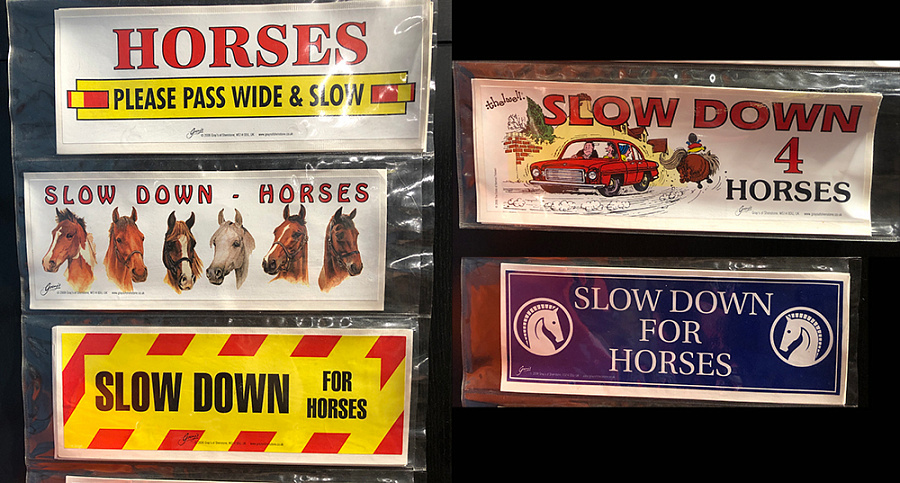 HORSES
PLEASE PASS WIDE & SLOW
SLOW DOWN - HORSES
SLOW DOWN
FOR
HORSES
thelwell
SLOW DOWN
4
HORSES
SLOW DOWN
FOR
HORSES